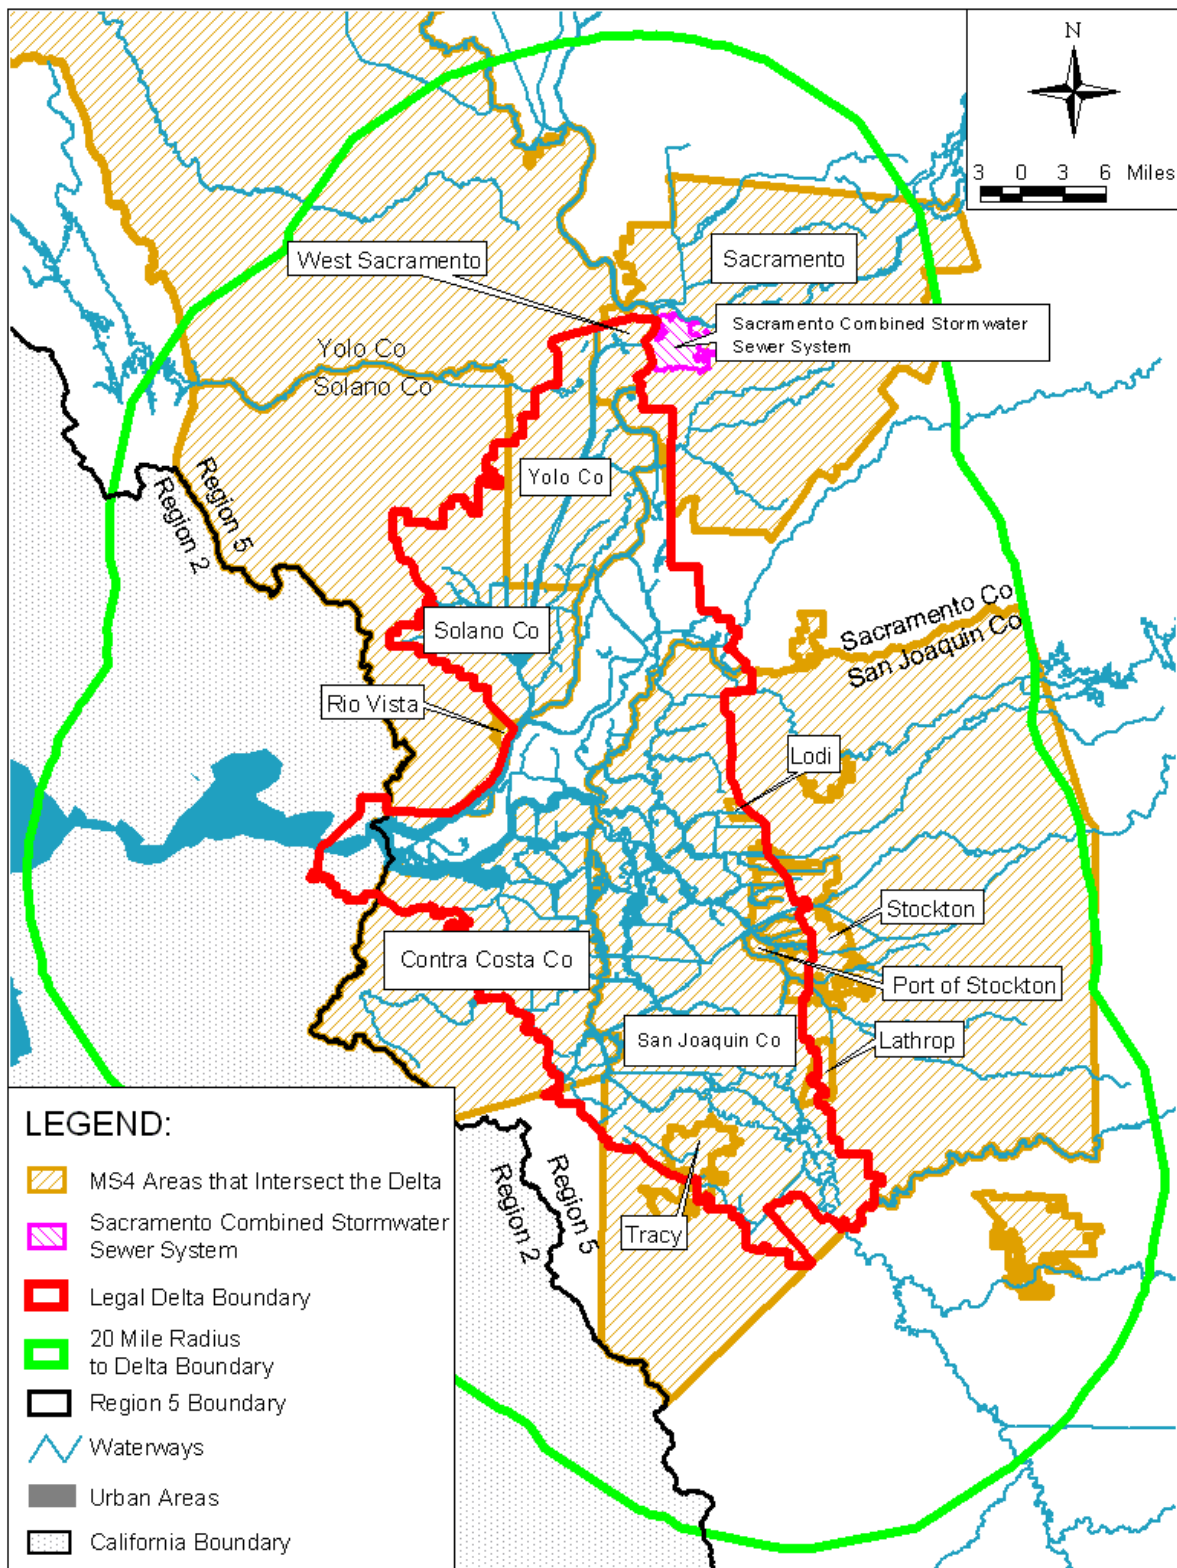 N
3 0 3 6 Miles
West Sacramento
Sacramento
Sacramento Combined Stormwater
Sewer System
Yolo Co
Solano Co
Yolo Co
Region 5
Region 2
Solano Co
Sacramento Co
San Joaquin Co
Rio Vista
Lodi
Stockton
Contra Costa Co
Port of Stockton
San Joaquin Co
Lathrop
LEGEND:
MS4 Areas that Intersect the Delta
Sacramento Combined Stormwater
Sewer System
Legal Delta Boundary
20 Mile Radius
to Delta Boundary
Region 5 Boundary
Waterways
Urban Areas
California Boundary
Region 5
Region 2
Tracy